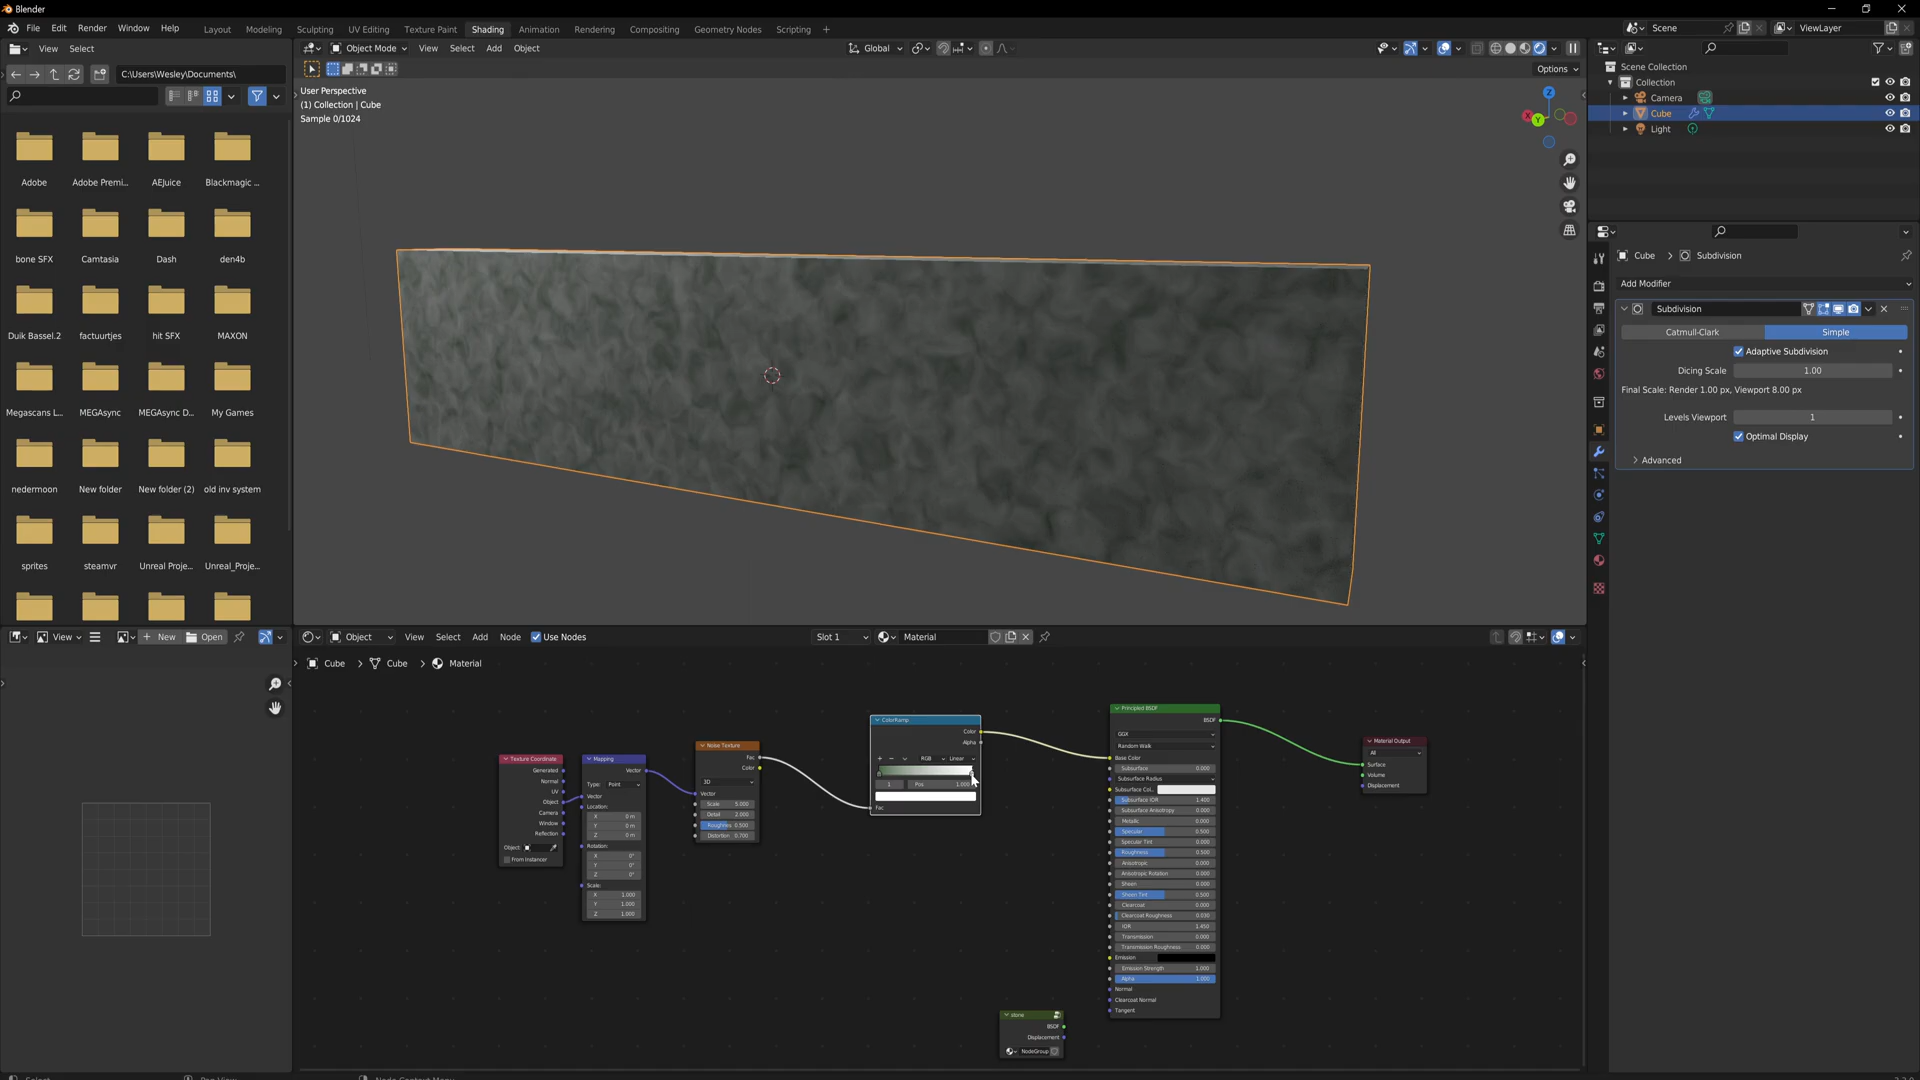 Blender
File Edit Render Window Help Layout Modeling Sculpting UV Editing Texture Paint Shading Animation Rendering Compositing Geometry Nodes Scripting + Scene ViewLayer
View Select
C:\Users\Wesley\Documents\
Adobe Adobe Premi... AEJuice Blackmagic ...
bone SFX Camtasia Dash den4b
Duik Bassel.2 factuurtjes hit SFX MAXON
Megascans L... MEGAsync MEGAsync D... My Games
nedermoon New folder New folder (2) old inv system
sprites steamvr Unreal Proje... Unreal_Proje...
Object Mode View Select Add Object Global
Options
User Perspective
(1) Collection | Cube
Sample 0/1024
X Y Z
Scene Collection
Collection
Camera
Cube
Light
Cube > Subdivision
Add Modifier
Subdivision
Catmull-Clark Simple
Adaptive Subdivision
Dicing Scale 1.00
Final Scale: Render 1.00 px, Viewport 8.00 px
Levels Viewport 1
Optimal Display
Advanced
View New Open
Object View Select Add Node Use Nodes Slot 1 Material
Cube > Cube > Material
Texture Coordinate
Generated
Normal
UV
Object
Camera
Window
Reflection
Object:
From Instancer
Mapping
Vector
Type: Point
Vector
Location:
X 0 m
Y 0 m
Z 0 m
Rotation:
X 0°
Y 0°
Z 0°
Scale:
X 1.000
Y 1.000
Z 1.000
Noise Texture
Fac
Color
3D
Vector
Scale 5.000
Detail 2.000
Roughness 0.500
Distortion 0.700
ColorRamp
Color
Alpha
+ − RGB Linear
1 Pos 1.000
Fac
Principled BSDF
BSDF
GGX
Random Walk
Base Color
Subsurface 0.000
Subsurface Radius
Subsurface Col...
Subsurface IOR 1.400
Subsurface Anisotropy 0.000
Metallic 0.000
Specular 0.500
Specular Tint 0.000
Roughness 0.500
Anisotropic 0.000
Anisotropic Rotation 0.000
Sheen 0.000
Sheen Tint 0.500
Clearcoat 0.000
Clearcoat Roughness 0.030
IOR 1.450
Transmission 0.000
Transmission Roughness 0.000
Emission
Emission Strength 1.000
Alpha 1.000
Normal
Clearcoat Normal
Tangent
Material Output
All
Surface
Volume
Displacement
stone
BSDF
Displacement
NodeGroup